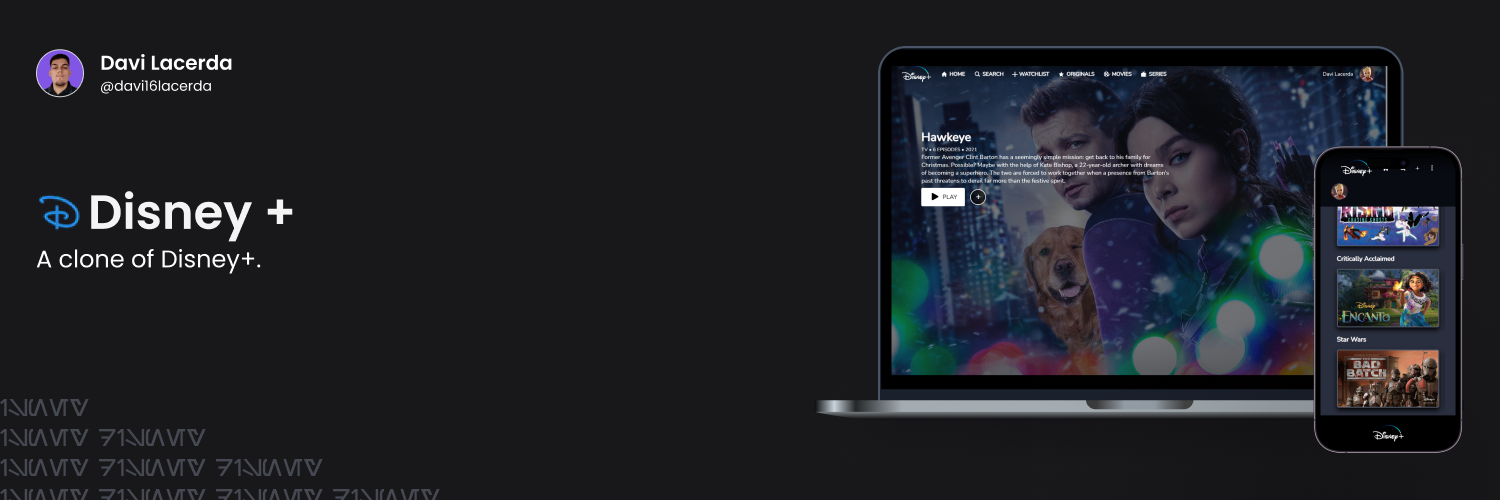 Davi Lacerda
@davi16lacerda
Disney +
A clone of Disney+.
Disney+ HOME SEARCH WATCHLIST ORIGINALS MOVIES SERIES Davi Lacerda
Hawkeye
TV • 6 EPISODES • 2021
Former Avenger Clint Barton has a seemingly simple mission: get back to his family for
Christmas. Possible? Maybe with the help of Kate Bishop, a 22-year-old archer with dreams
of becoming a superhero. The two are forced to work together when a presence from Barton's
past threatens to derail far more than the festive spirit.
PLAY
Disney+
Critically Acclaimed
Disney
ENCANTO
Star Wars
THE
BAD
BATCH
Disney+